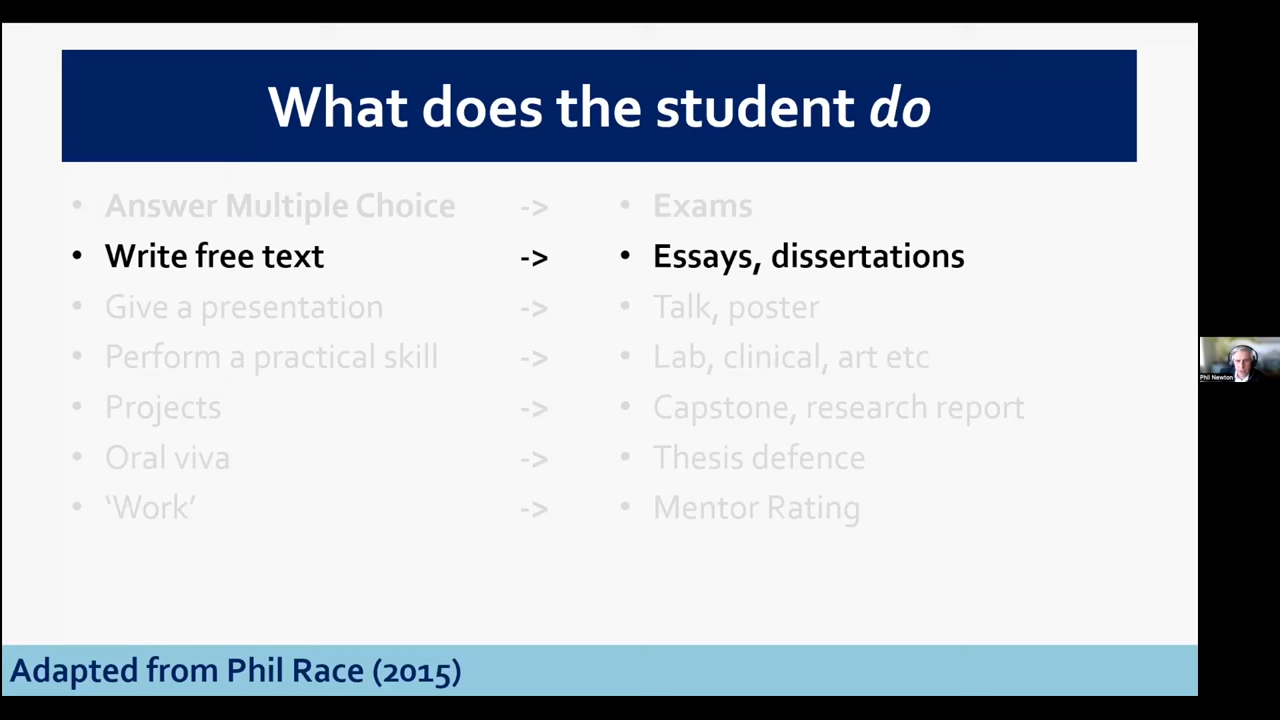 What does the student do
• Answer Multiple Choice -> • Exams
• Write free text -> • Essays, dissertations
• Give a presentation -> • Talk, poster
• Perform a practical skill -> • Lab, clinical, art etc
• Projects -> • Capstone, research report
• Oral viva -> • Thesis defence
• ‘Work’ -> • Mentor Rating
Phil Newton
Adapted from Phil Race (2015)